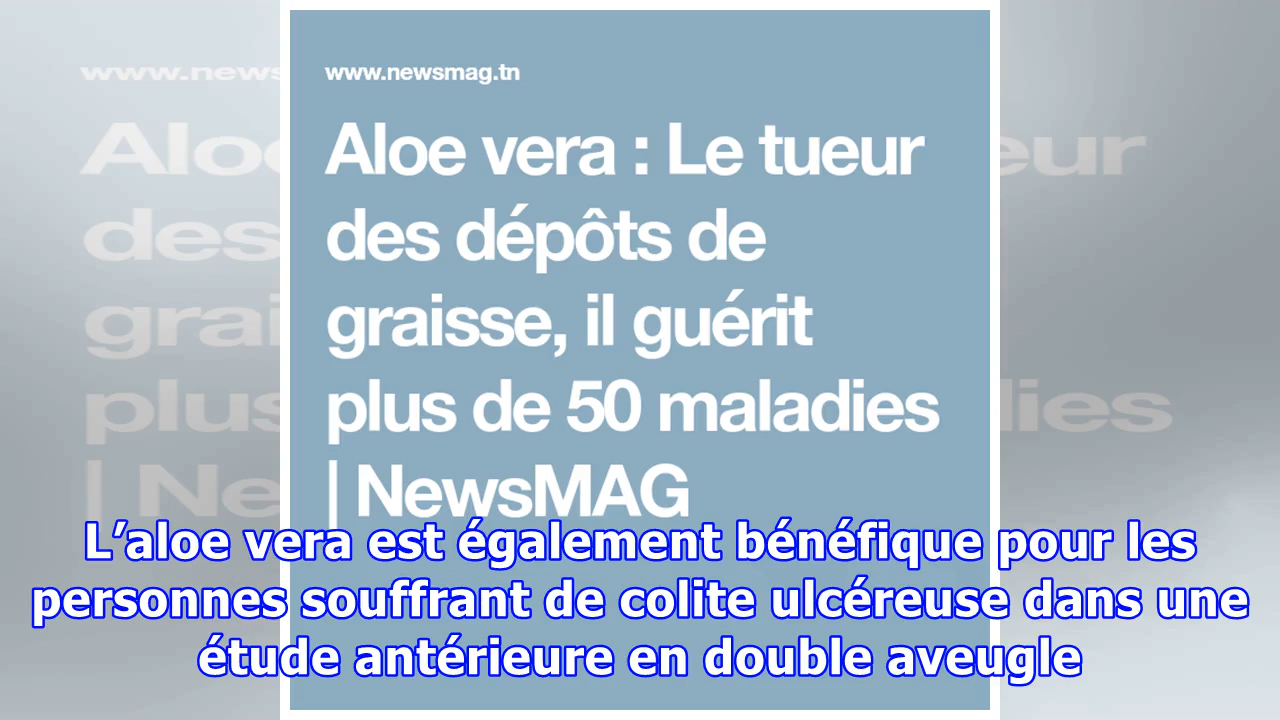 www.newsmag.tn
Aloe vera : Le tueur
des dépôts de
graisse, il guérit
plus de 50 maladies
| NewsMAG
L’aloe vera est également bénéfique pour les
personnes souffrant de colite ulcéreuse dans une
étude antérieure en double aveugle